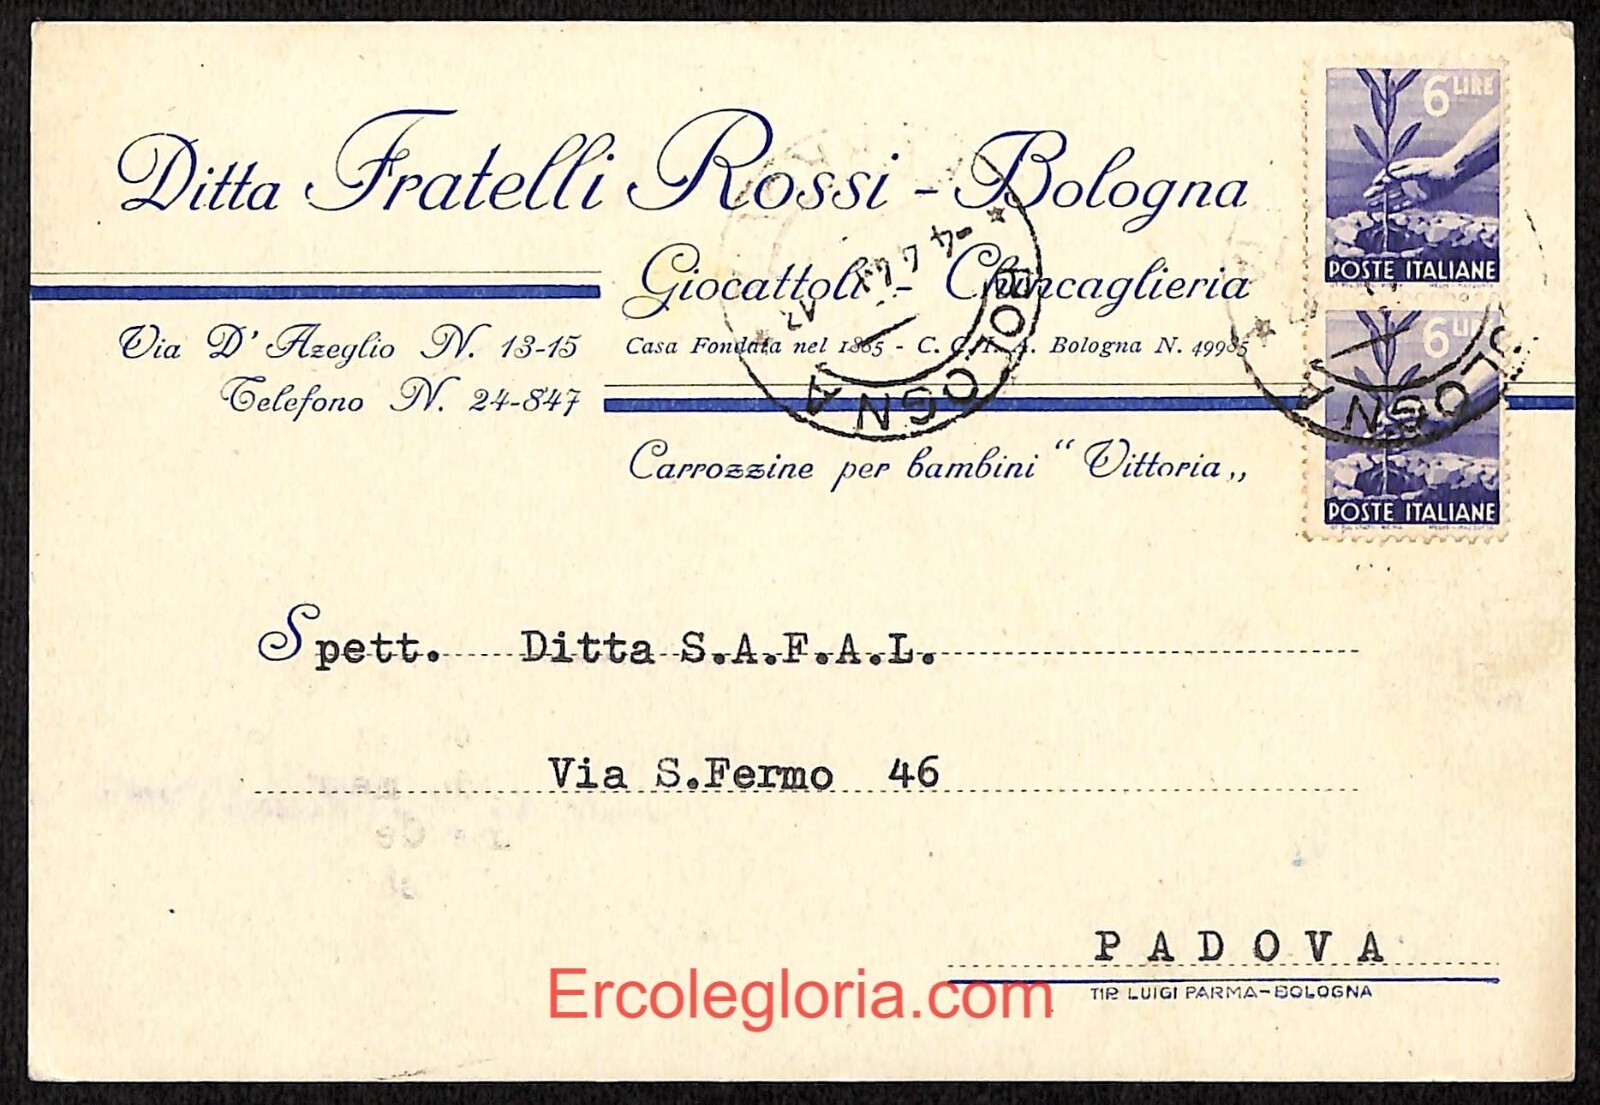 Ditta Fratelli Rossi - Bologna
Giocattoli - Chincaglieria
Via D'Azeglio N. 13-15
Telefono N. 24-847
Casa Fondata nel 1885 - C. C. I. A. Bologna N. 49985
Carrozzine per bambini "Vittoria„
6 LIRE
POSTE ITALIANE
6 LIRE
POSTE ITALIANE
BOLOGNA
BOLOGNA
Spett. Ditta S.A.F.A.L.
Via S.Fermo 46
PADOVA
TIP. LUIGI PARMA-BOLOGNA
Ercolegloria.com